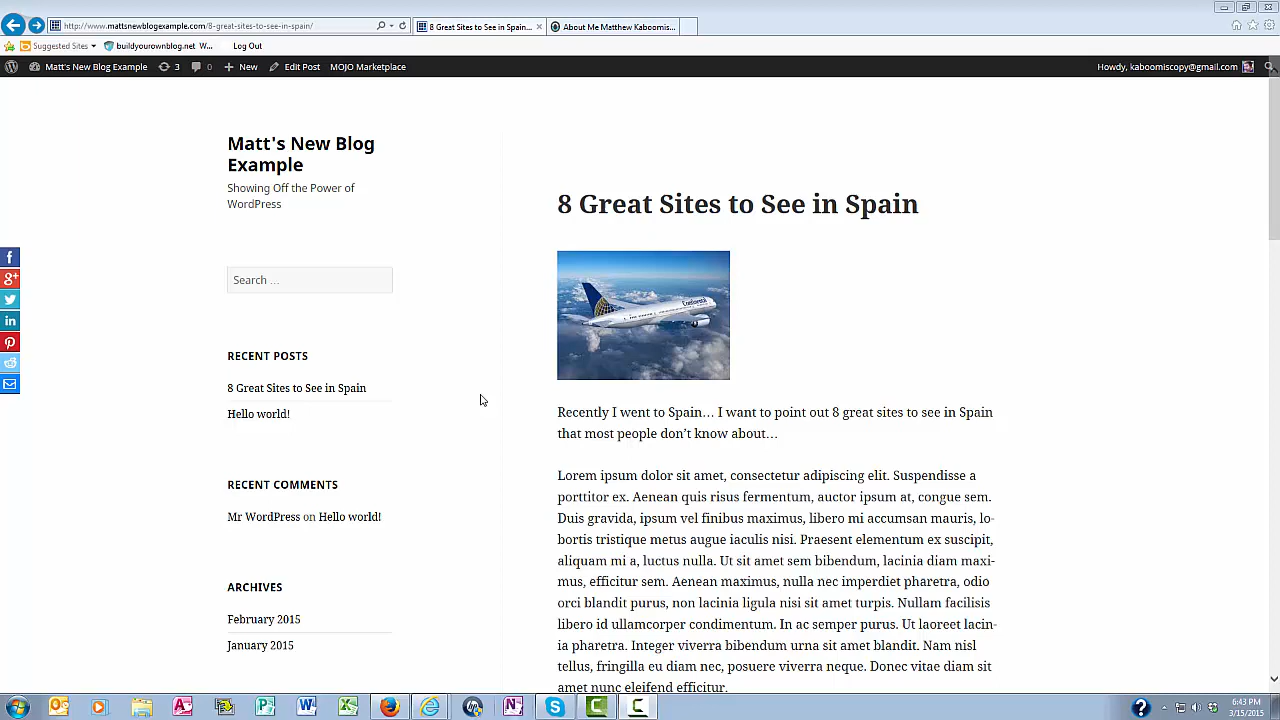 http://www.mattsnewblogexample.com/8-great-sites-to-see-in-spain/
8 Great Sites to See in Spain...
About Me Matthew Kaboomis...
Suggested Sites
buildyourownblog.net W...
Log Out
Matt's New Blog Example
3
0
New
Edit Post
MOJO Marketplace
Howdy, kaboomiscopy@gmail.com
Matt's New Blog
Example
Showing Off the Power of
WordPress
Search …
RECENT POSTS
8 Great Sites to See in Spain
Hello world!
RECENT COMMENTS
Mr WordPress on Hello world!
ARCHIVES
February 2015
January 2015
8 Great Sites to See in Spain
Continental
Recently I went to Spain… I want to point out 8 great sites to see in Spain
that most people don’t know about…
Lorem ipsum dolor sit amet, consectetur adipiscing elit. Suspendisse a
porttitor ex. Aenean quis risus fermentum, auctor ipsum at, congue sem.
Duis gravida, ipsum vel finibus maximus, libero mi accumsan mauris, lo-
bortis tristique metus augue iaculis nisi. Praesent elementum ex suscipit,
aliquam mi a, luctus nulla. Ut sit amet sem bibendum, lacinia diam maxi-
mus, efficitur sem. Aenean maximus, nulla nec imperdiet pharetra, odio
orci blandit purus, non lacinia ligula nisi sit amet turpis. Nullam facilisis
libero id ullamcorper condimentum. In ac semper purus. Ut laoreet lacin-
ia pharetra. Integer viverra bibendum urna sit amet blandit. Nam nisl
tellus, fringilla eu diam nec, posuere viverra neque. Donec vitae diam sit
amet nunc eleifend efficitur.
6:43 PM
3/15/2015